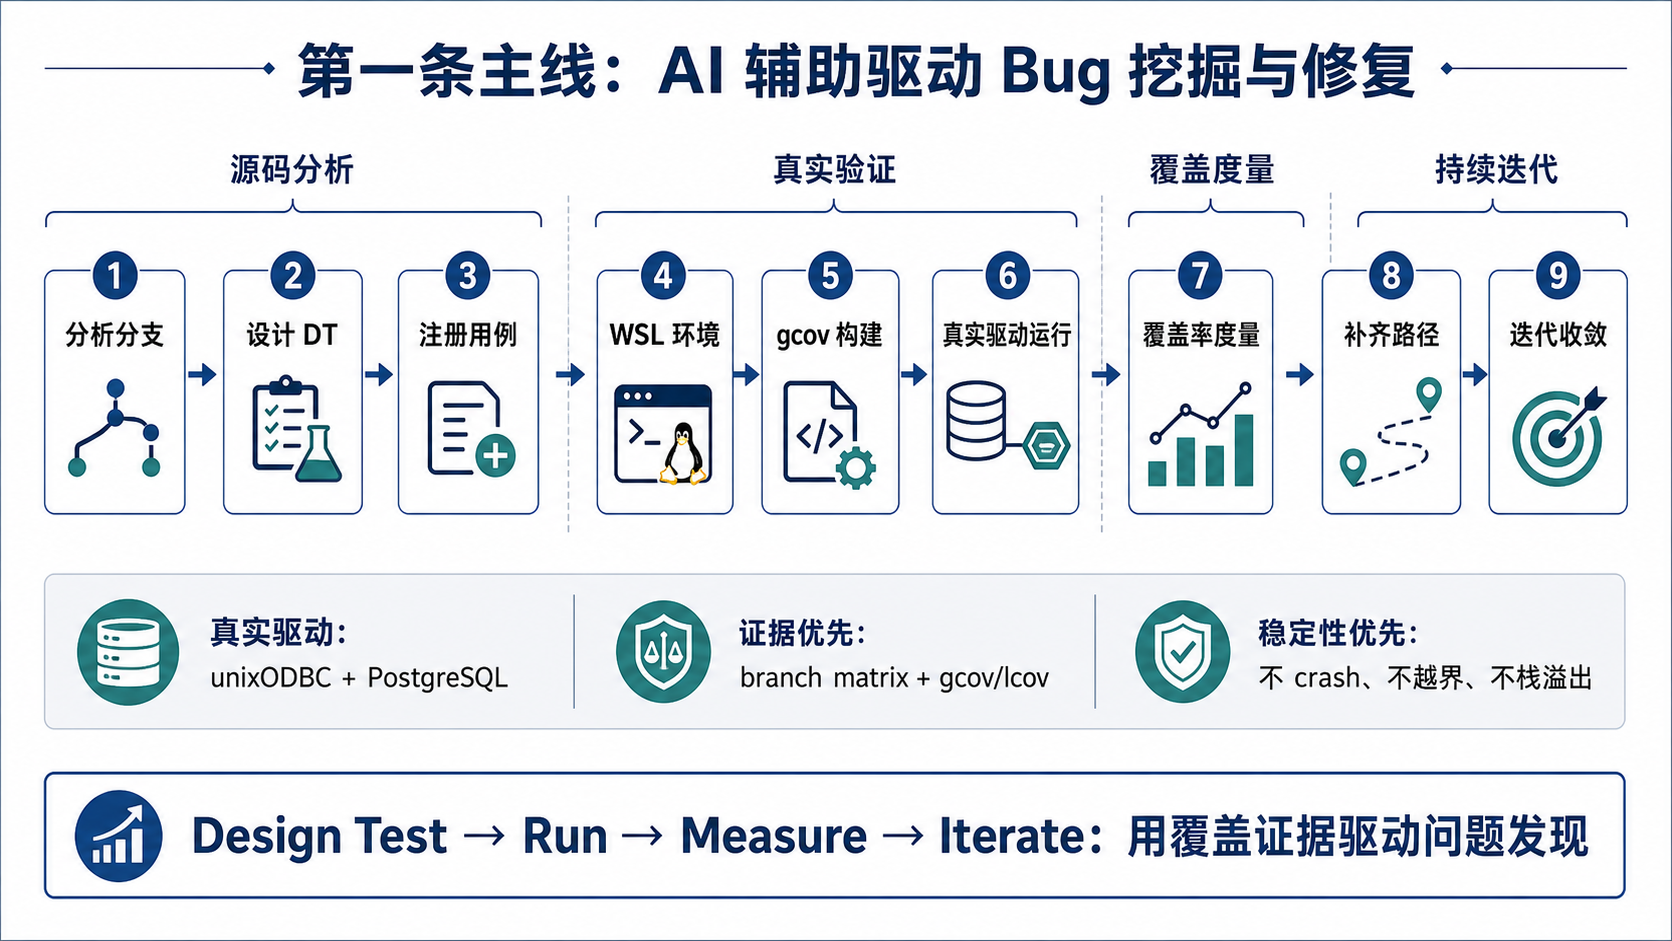 第一条主线：AI 辅助驱动 Bug 挖掘与修复
源码分析
真实验证
覆盖度量
持续迭代
1
分析分支
2
设计 DT
3
注册用例
4
WSL 环境
>_
5
gcov 构建
</>
6
真实驱动运行
7
覆盖率度量
8
补齐路径
9
迭代收敛
真实驱动：
unixODBC + PostgreSQL
证据优先：
branch matrix + gcov/lcov
稳定性优先：
不 crash、不越界、不栈溢出
Design Test → Run → Measure → Iterate：用覆盖证据驱动问题发现